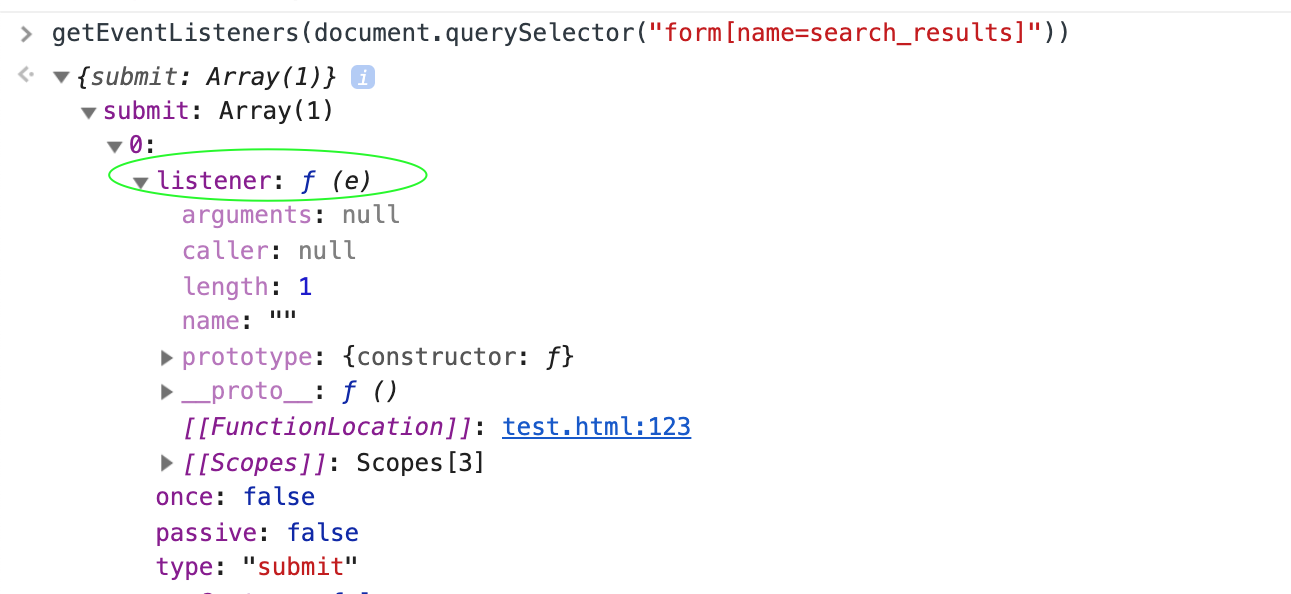 getEventListeners(document.querySelector("form[name=search_results]"))
{submit: Array(1)} i
submit: Array(1)
0:
listener: ƒ (e)
arguments: null
caller: null
length: 1
name: ""
prototype: {constructor: ƒ}
__proto__: ƒ ()
[[FunctionLocation]]: test.html:123
[[Scopes]]: Scopes[3]
once: false
passive: false
type: "submit"